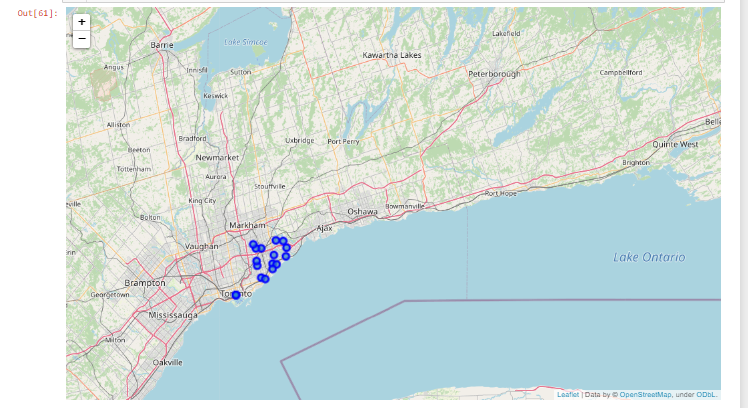 Out[61]:
+
−
Barrie
Lake Simcoe
Kawartha Lakes
Lakefield
Angus
Innisfil
Sutton
Peterborough
Campbellford
Keswick
Alliston
Bradford
Uxbridge
Port Perry
Belle
Beeton
Newmarket
Quinte West
Tottenham
Brighton
Aurora
Stouffville
King City
Port Hope
eville
Bolton
Oshawa
Bowmanville
Markham
Ajax
Vaughan
Lake Ontario
Brampton
Georgetown
Toronto
Mississauga
Milton
Oakville
Leaflet | Data by © OpenStreetMap, under ODbL.